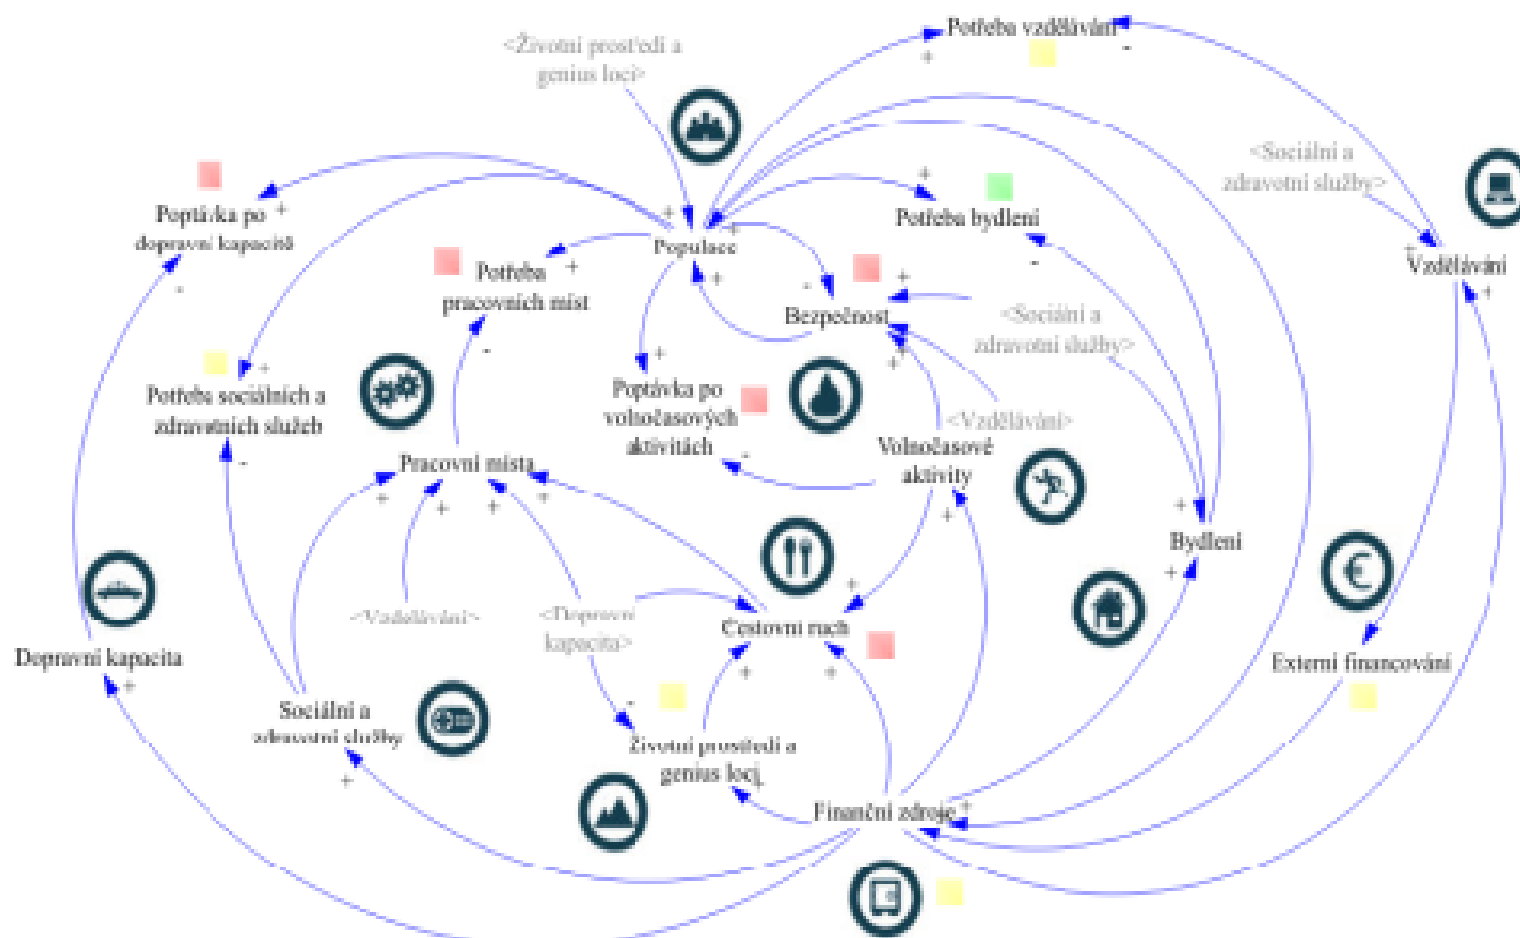 Potřeba vzdělávání
<Životní prostředí a
genius loci>
<Sociální a
zdravotní služby>
Poptávka po
dopravní kapacitě
Potřeba bydlení
Populace
Vzdělávání
Potřeba
pracovních míst
Bezpečnost
<Sociální a
zdravotní služby>
Potřeba sociálních a
zdravotních služeb
Poptávka po
volnočasových
aktivitách
<Vzdělávání>
Volnočasové
aktivity
Pracovní místa
Bydlení
<Vzdělávání>
<Dopravní
kapacita>
Cestovní ruch
Dopravní kapacita
Externí financování
Sociální a
zdravotní služby
Životní prostředí a
genius loci
Finanční zdroje